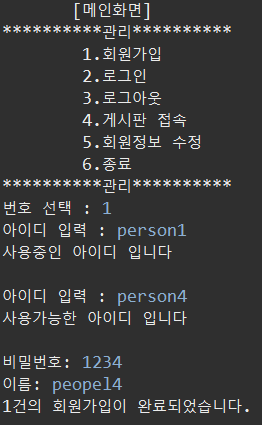 [메인화면]
**********관리**********
1.회원가입
2.로그인
3.로그아웃
4.게시판 접속
5.회원정보 수정
6.종료
**********관리**********
번호 선택 : 1
아이디 입력 : person1
사용중인 아이디 입니다
아이디 입력 : person4
사용가능한 아이디 입니다
비밀번호: 1234
이름: peopel4
1건의 회원가입이 완료되었습니다.